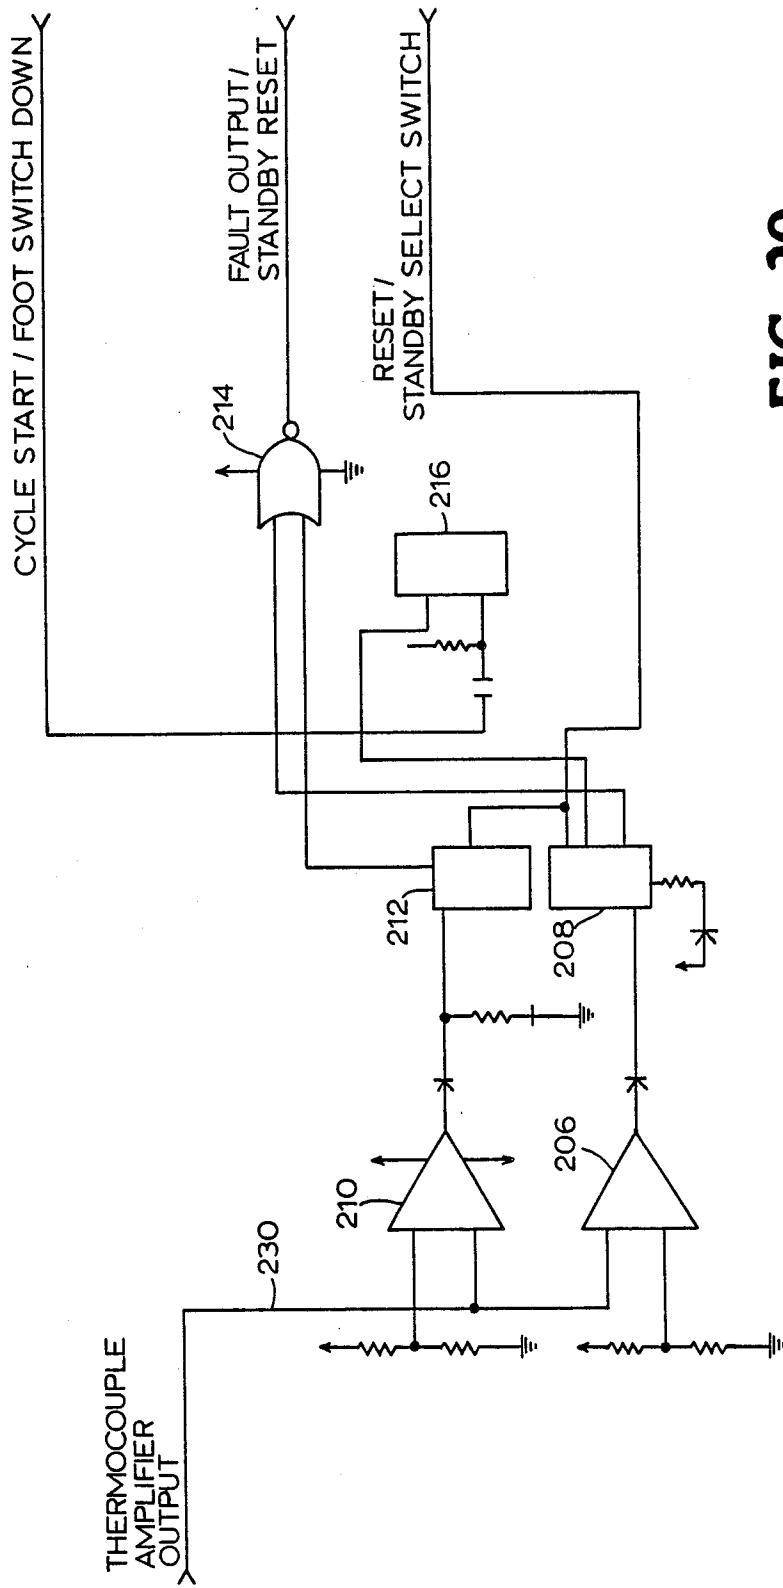 CYCLE START / FOOT SWITCH DOWN
THERMOCOUPLE
AMPLIFIER
OUTPUT
230
FAULT OUTPUT/
STANDBY RESET
214
210
212
216
RESET/
STANDBY SELECT SWITCH
206
208
FIG.